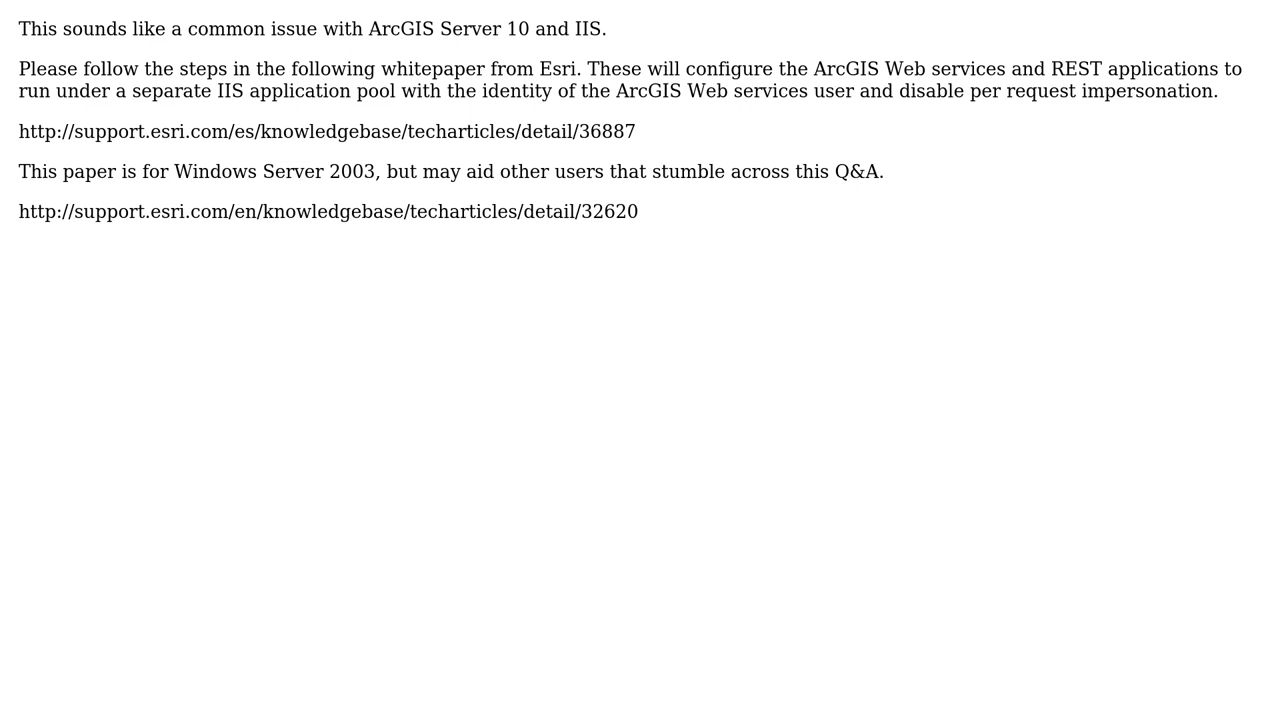 This sounds like a common issue with ArcGIS Server 10 and IIS.
Please follow the steps in the following whitepaper from Esri. These will configure the ArcGIS Web services and REST applications to
run under a separate IIS application pool with the identity of the ArcGIS Web services user and disable per request impersonation.
http://support.esri.com/es/knowledgebase/techarticles/detail/36887
This paper is for Windows Server 2003, but may aid other users that stumble across this Q&A.
http://support.esri.com/en/knowledgebase/techarticles/detail/32620